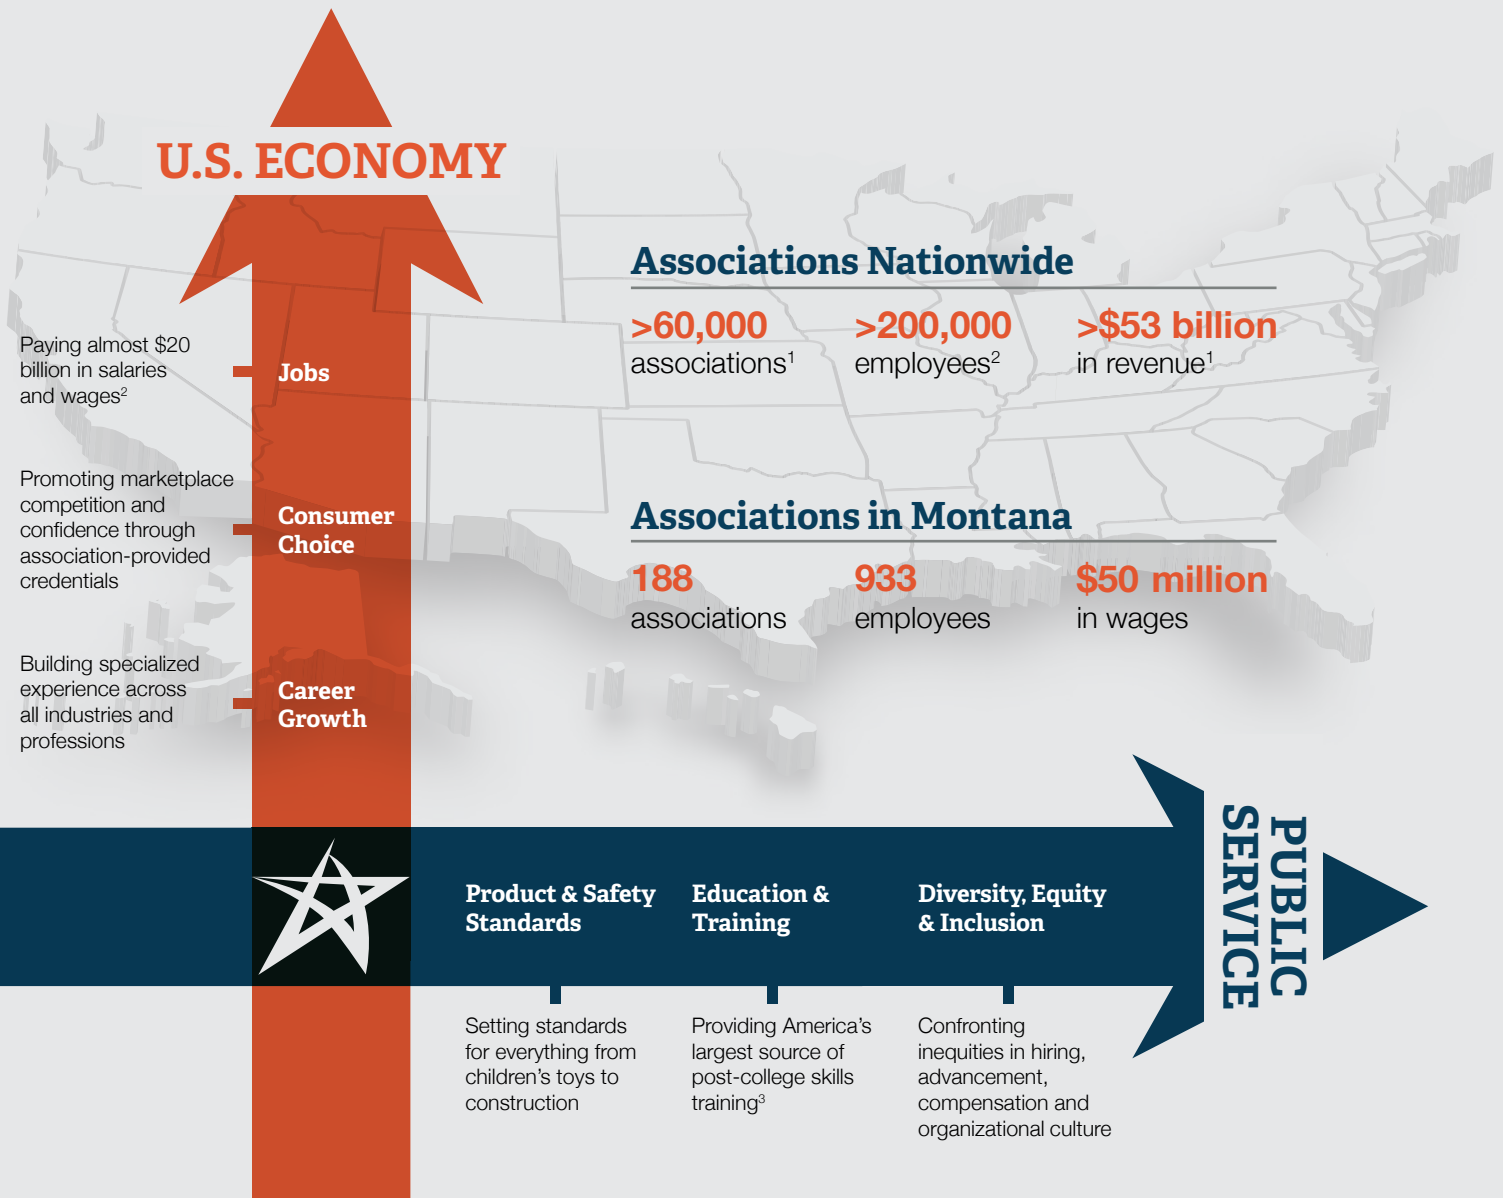 U.S. ECONOMY
Paying almost $20
billion in salaries
and wages²
Jobs
Promoting marketplace
competition and
confidence through
association-provided
credentials
Consumer
Choice
Building specialized
experience across
all industries and
professions
Career
Growth
Associations Nationwide
>60,000
associations¹
>200,000
employees²
>$53 billion
in revenue¹
Associations in Montana
188
associations
933
employees
$50 million
in wages
Product & Safety
Standards
Education &
Training
Diversity, Equity
& Inclusion
PUBLIC
SERVICE
Setting standards
for everything from
children’s toys to
construction
Providing America’s
largest source of
post-college skills
training³
Confronting
inequities in hiring,
advancement,
compensation and
organizational culture